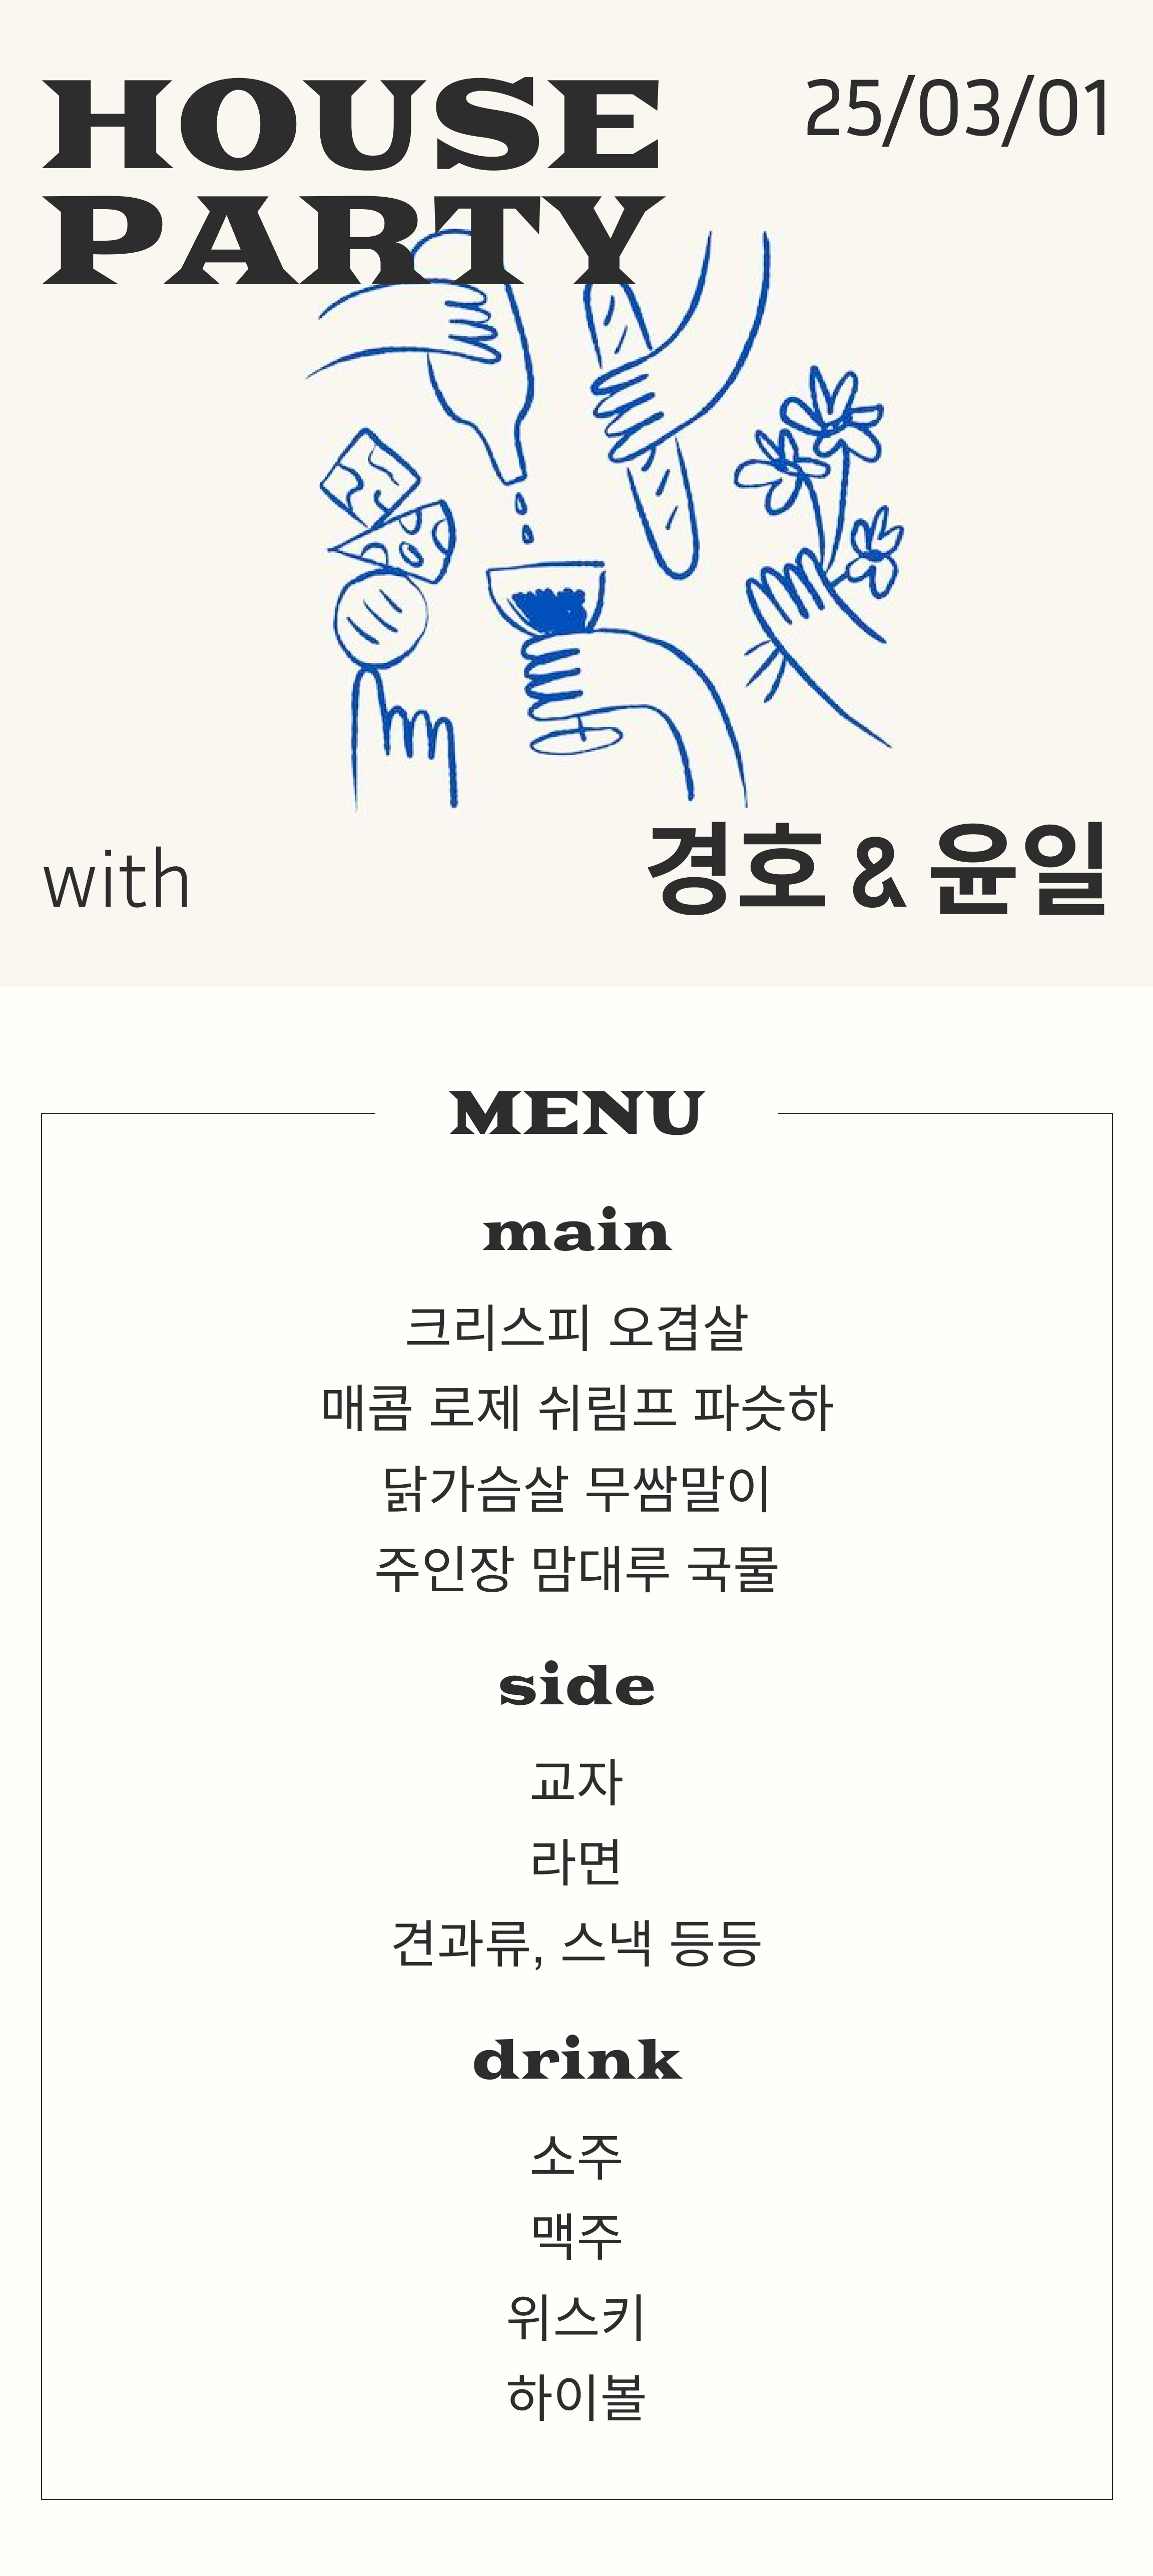 HOUSE
PARTY
25/03/01
with
경호 & 윤일
MENU
main
크리스피 오겹살
매콤 로제 쉬림프 파슷하
닭가슴살 무쌈말이
주인장 맘대루 국물
side
교자
라면
견과류, 스낵 등등
drink
소주
맥주
위스키
하이볼